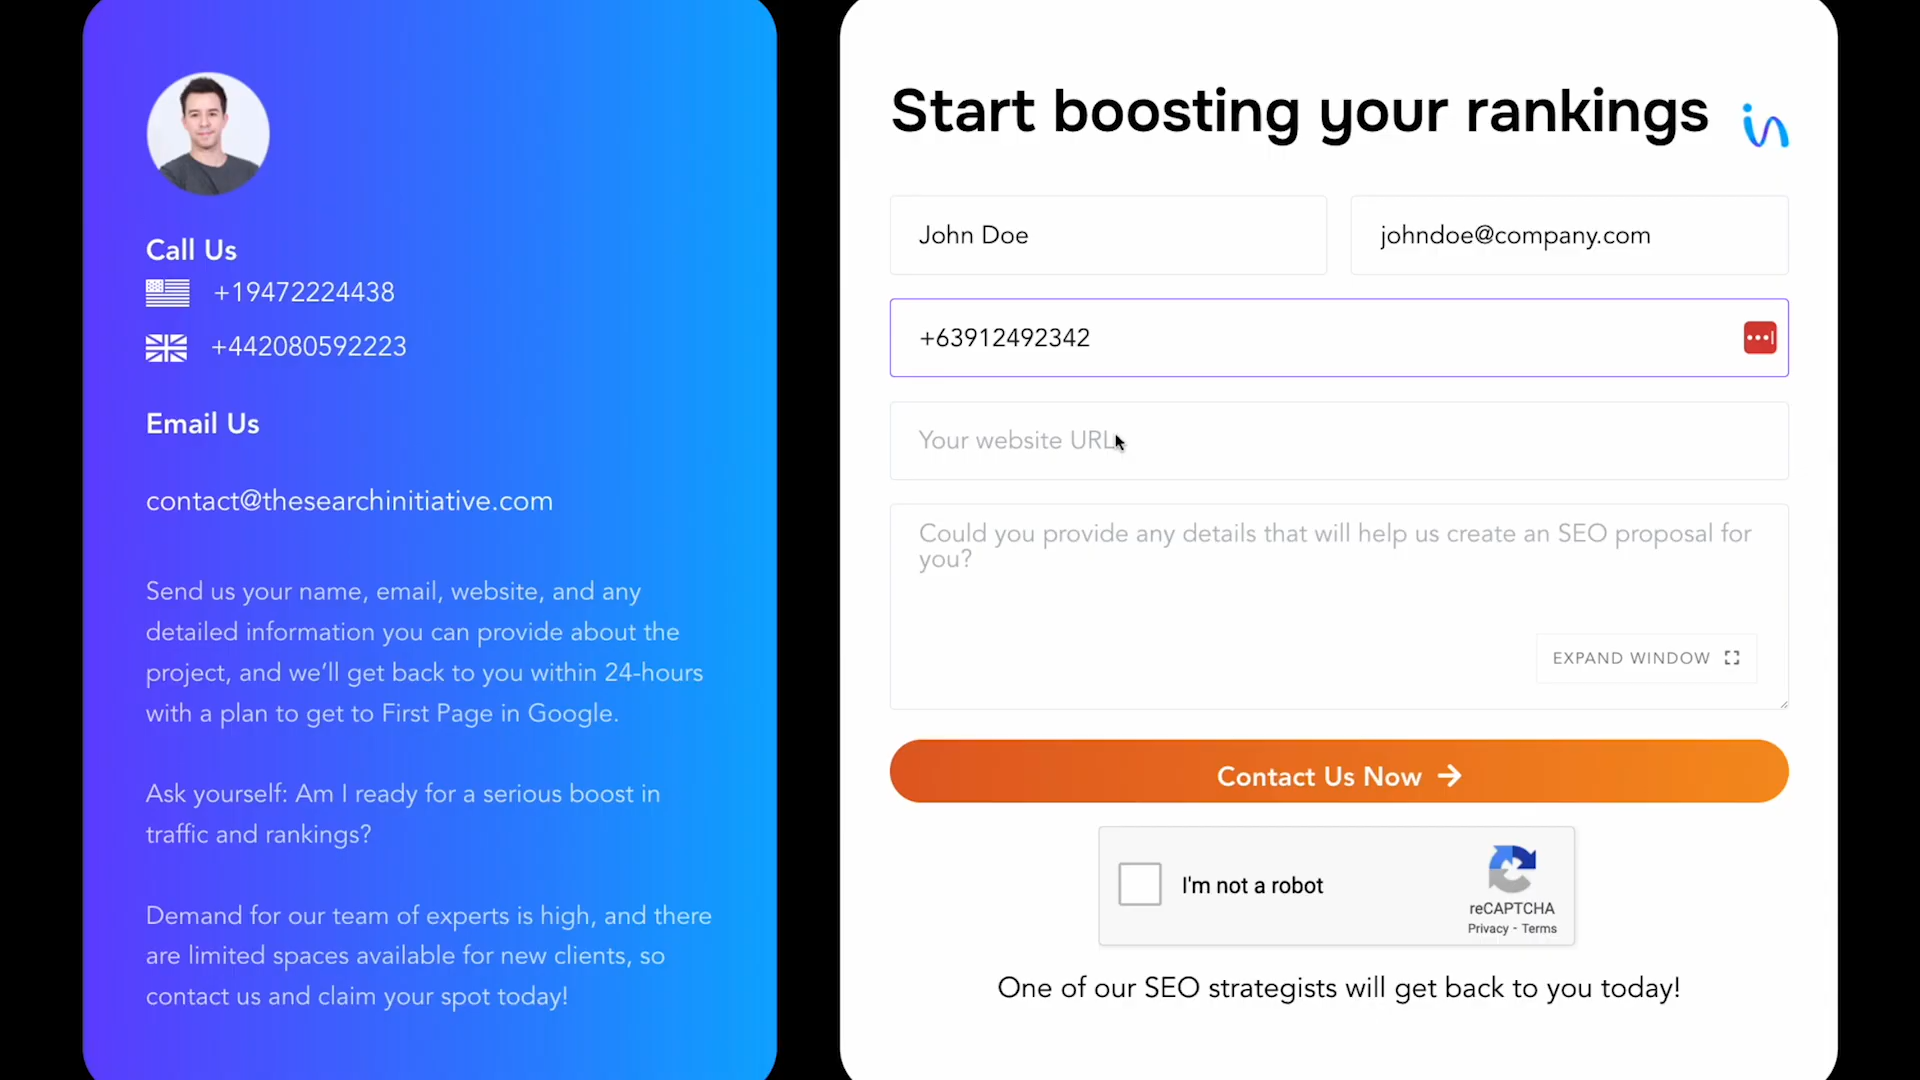 Call Us
+19472224438
+442080592223
Email Us
contact@thesearchinitiative.com
Send us your name, email, website, and any
detailed information you can provide about the
project, and we’ll get back to you within 24-hours
with a plan to get to First Page in Google.
Ask yourself: Am I ready for a serious boost in
traffic and rankings?
Demand for our team of experts is high, and there
are limited spaces available for new clients, so
contact us and claim your spot today!
Start boosting your rankings
John Doe
johndoe@company.com
+63912492342
Your website URL
Could you provide any details that will help us create an SEO proposal for
you?
EXPAND WINDOW
Contact Us Now
I'm not a robot
reCAPTCHA
Privacy - Terms
One of our SEO strategists will get back to you today!